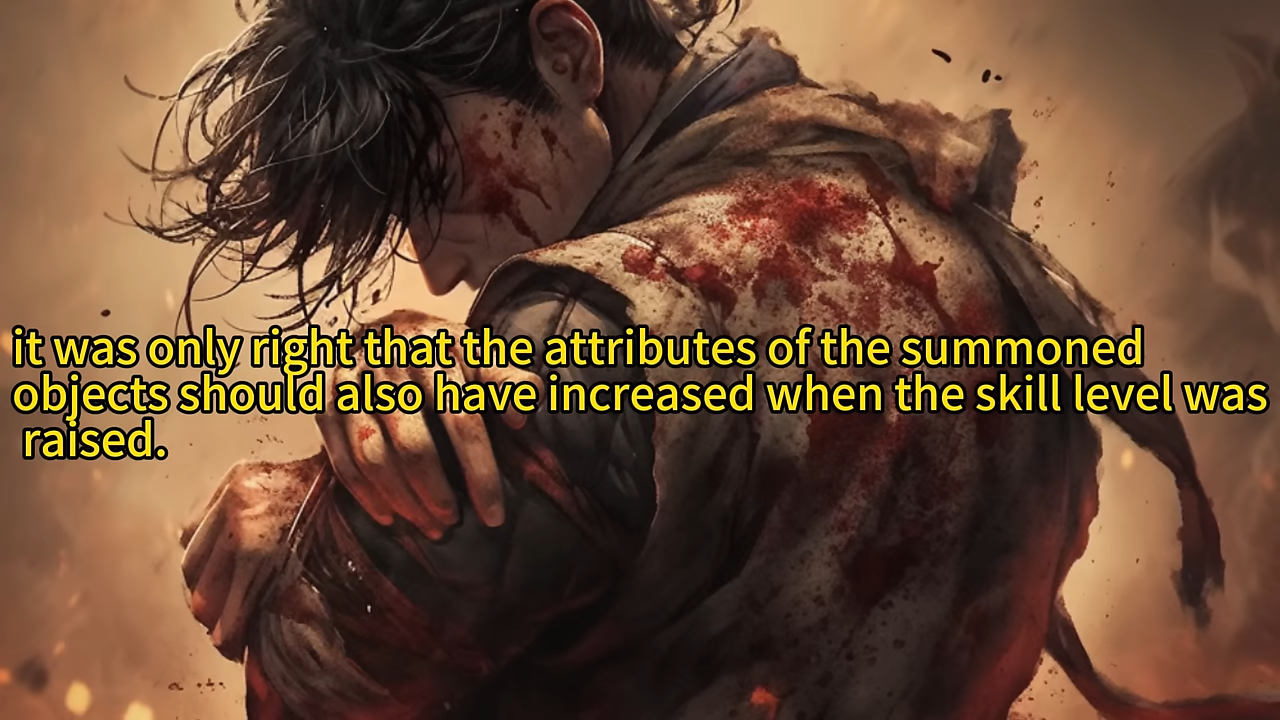 it was only right that the attributes of the summoned
objects should also have increased when the skill level was
raised.